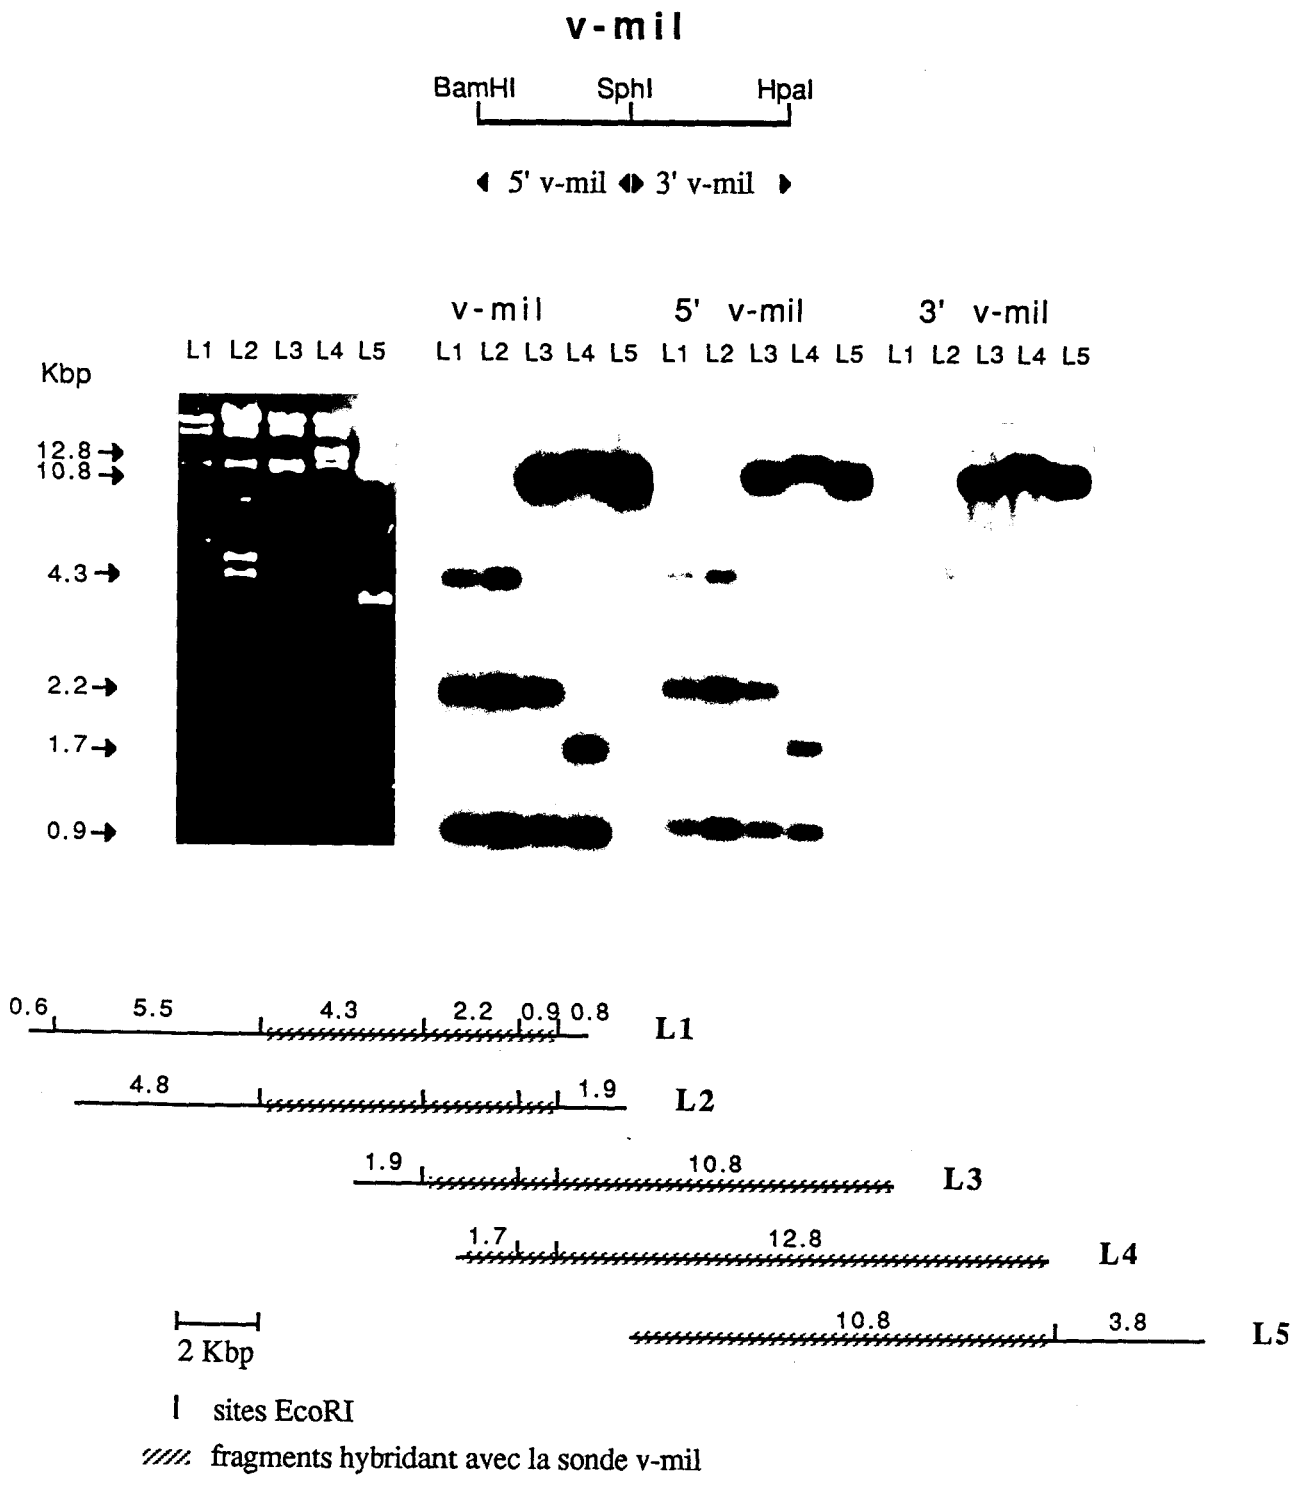 v-mil
BamHI SphI HpaI
5' v-mil 3' v-mil
v-mil 5' v-mil 3' v-mil
L1 L2 L3 L4 L5 L1 L2 L3 L4 L5 L1 L2 L3 L4 L5 L1 L2 L3 L4 L5
Kbp
12.8
10.8
4.3
2.2
1.7
0.9
0.6 5.5 4.3 2.2 0.9 0.8 L1
4.8 1.9 L2
1.9 10.8 L3
1.7 12.8 L4
10.8 3.8 L5
2 Kbp
sites EcoRI
fragments hybridant avec la sonde v-mil